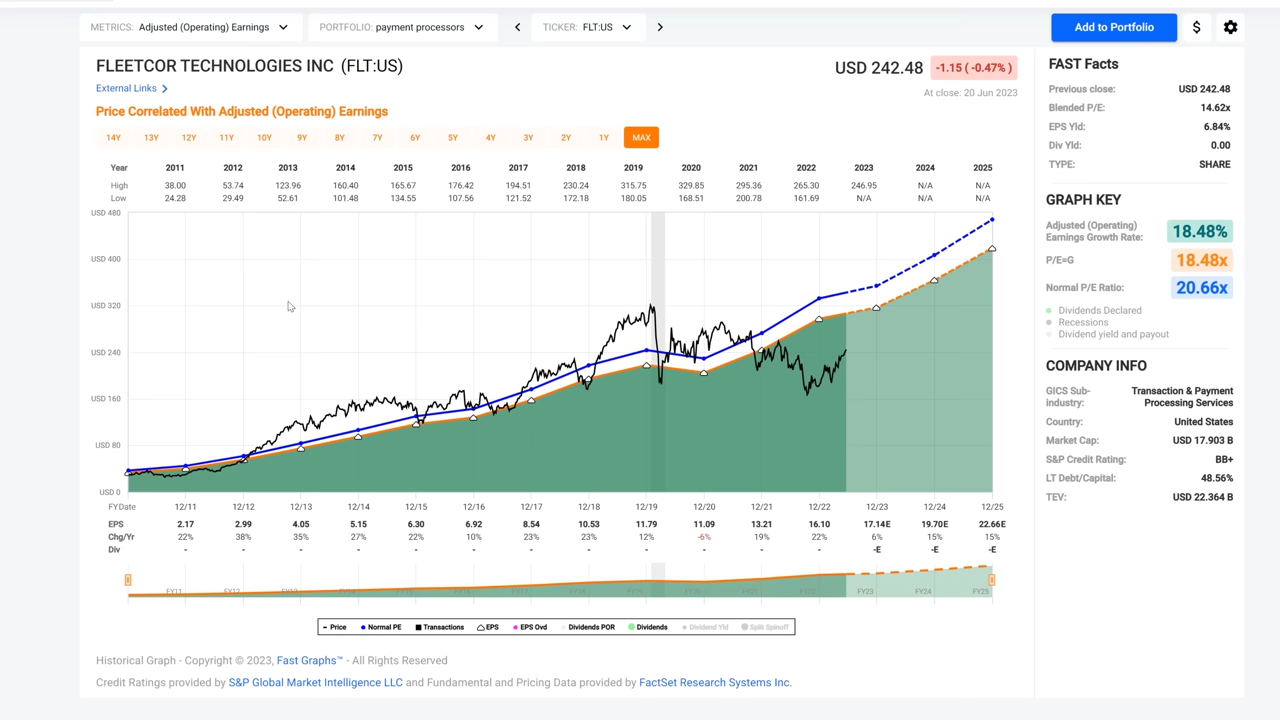 METRICS: Adjusted (Operating) Earnings PORTFOLIO: payment processors TICKER: FLT:US Add to Portfolio $
FLEETCOR TECHNOLOGIES INC (FLT:US) USD 242.48 -1.15 ( -0.47% )
External Links At close: 20 Jun 2023
Price Correlated With Adjusted (Operating) Earnings
14Y 13Y 12Y 11Y 10Y 9Y 8Y 7Y 6Y 5Y 4Y 3Y 2Y 1Y MAX
Year 2011 2012 2013 2014 2015 2016 2017 2018 2019 2020 2021 2022 2023 2024 2025
High 38.00 53.74 123.96 160.40 165.67 176.42 194.51 230.24 315.75 329.85 295.36 265.30 246.95 N/A N/A
Low 24.28 29.49 52.61 101.48 134.55 107.56 121.52 172.18 180.05 168.51 200.78 161.69 N/A N/A N/A
USD 480
USD 400
USD 320
USD 240
USD 160
USD 80
USD 0
FYDate 12/11 12/12 12/13 12/14 12/15 12/16 12/17 12/18 12/19 12/20 12/21 12/22 12/23 12/24 12/25
EPS 2.17 2.99 4.05 5.15 6.30 6.92 8.54 10.53 11.79 11.09 13.21 16.10 17.14E 19.70E 22.66E
Chg/Yr 22% 38% 35% 27% 22% 10% 23% 23% 12% -6% 19% 22% 6% 15% 15%
Div - - - - - - - - - - - - -E -E -E
FY11 FY12 FY13 FY14 FY15 FY16 FY17 FY18 FY19 FY20 FY21 FY22 FY23 FY24 FY25
Price Normal PE Transactions EPS EPS Ovd Dividends POR Dividends Dividend Yld Split Spinoff
Historical Graph - Copyright © 2023, Fast Graphs™ - All Rights Reserved
Credit Ratings provided by S&P Global Market Intelligence LLC and Fundamental and Pricing Data provided by FactSet Research Systems Inc.
FAST Facts
Previous close: USD 242.48
Blended P/E: 14.62x
EPS Yld: 6.84%
Div Yld: 0.00
TYPE: SHARE
GRAPH KEY
Adjusted (Operating)
Earnings Growth Rate: 18.48%
P/E=G 18.48x
Normal P/E Ratio: 20.66x
Dividends Declared
Recessions
Dividend yield and payout
COMPANY INFO
GICS Sub- Transaction & Payment
industry: Processing Services
Country: United States
Market Cap: USD 17.903 B
S&P Credit Rating: BB+
LT Debt/Capital: 48.56%
TEV: USD 22.364 B